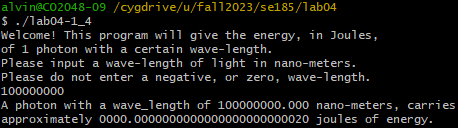 alvin@CO2048-09 /cygdrive/u/fall2023/se185/lab04
$ ./lab04-1_4
Welcome! This program will give the energy, in Joules,
of 1 photon with a certain wave-length.
Please input a wave-length of light in nano-meters.
Please do not enter a negative, or zero, wave-length.
100000000
A photon with a wave_length of 100000000.000 nano-meters, carries
approximately 0000.000000000000000000000020 joules of energy.